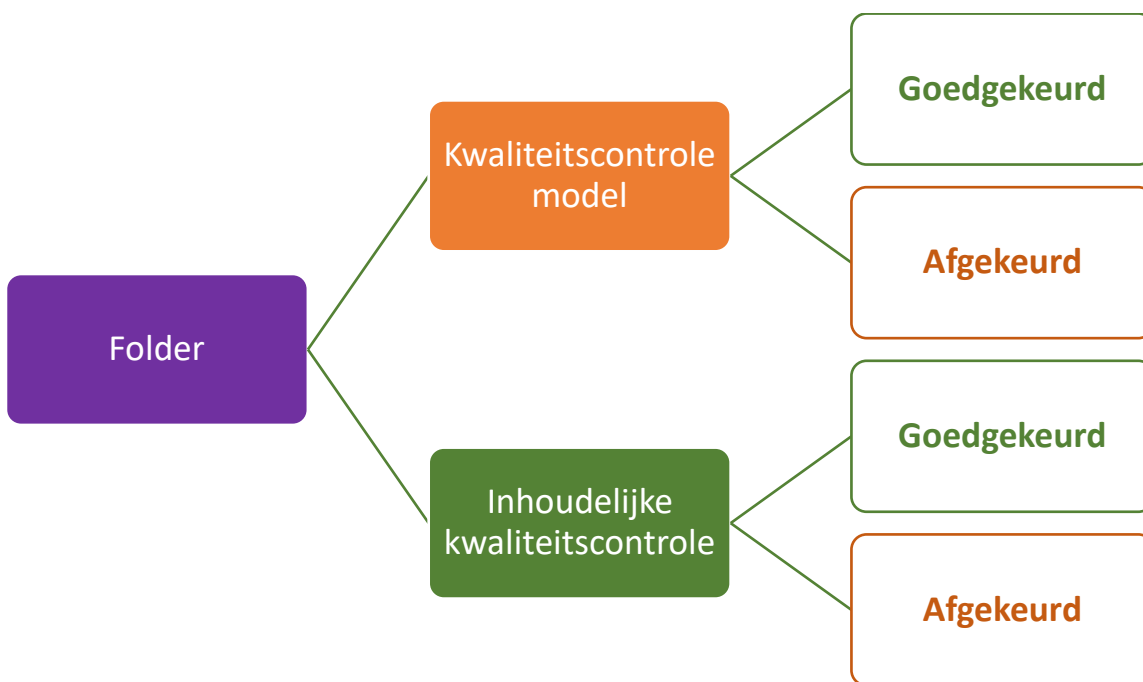 Folder
Kwaliteitscontrole
model
Goedgekeurd
Afgekeurd
Inhoudelijke
kwaliteitscontrole
Goedgekeurd
Afgekeurd